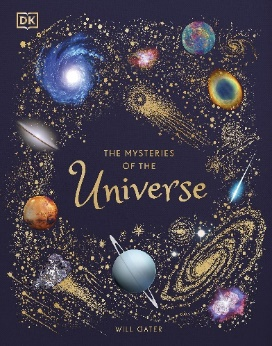 DK
THE MYSTERIES
OF THE
Universe
WILL GATER